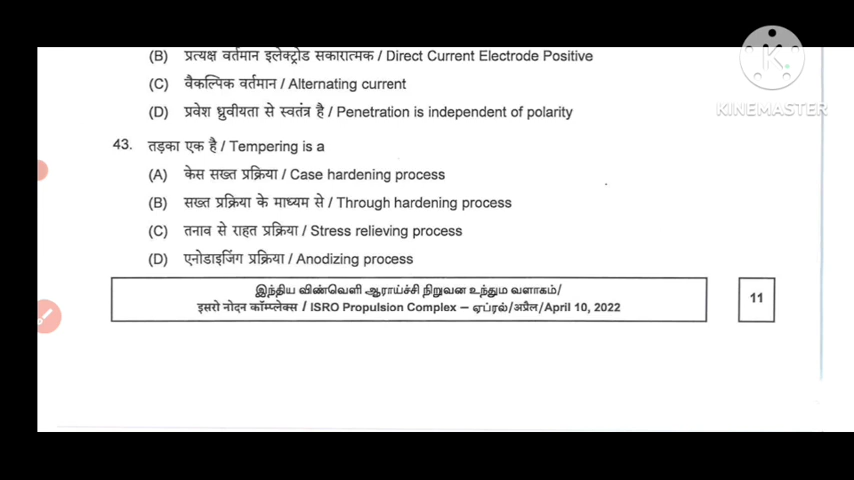 (B) प्रत्यक्ष वर्तमान इलेक्ट्रोड सकारात्मक / Direct Current Electrode Positive
(C) वैकल्पिक वर्तमान / Alternating current
(D) प्रवेश ध्रुवीयता से स्वतंत्र है / Penetration is independent of polarity
K
KINEMASTER
43. तड़का एक है / Tempering is a
(A) केस सख्त प्रक्रिया / Case hardening process
(B) सख्त प्रक्रिया के माध्यम से / Through hardening process
(C) तनाव से राहत प्रक्रिया / Stress relieving process
(D) एनोडाइजिंग प्रक्रिया / Anodizing process
இந்திய விண்வெளி ஆராய்ச்சி நிறுவன உந்தும வளாகம்/
इसरो नोदन कॉम्प्लेक्स / ISRO Propulsion Complex – ஏப்ரல்/अप्रैल/April 10, 2022
11